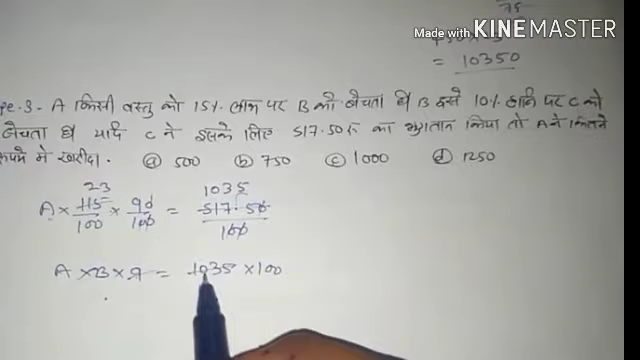 75
Made with KINEMASTER
= 10350
pe-3- A किसी वस्तु को 15% लाभ पर B को बेचता है B इसे 10% हानि पर C को
बेचता है यदि C ने इसके लिए 517.50 रु का भुगतान किया तो A ने कितने
रूपये मे खरीदा. (a) 500 (b) 750 (c) 1000 (d) 1250
23 1035
A × 115/100 × 90/100 = 517.50/100
A × 23 × 9 = 1035 × 100